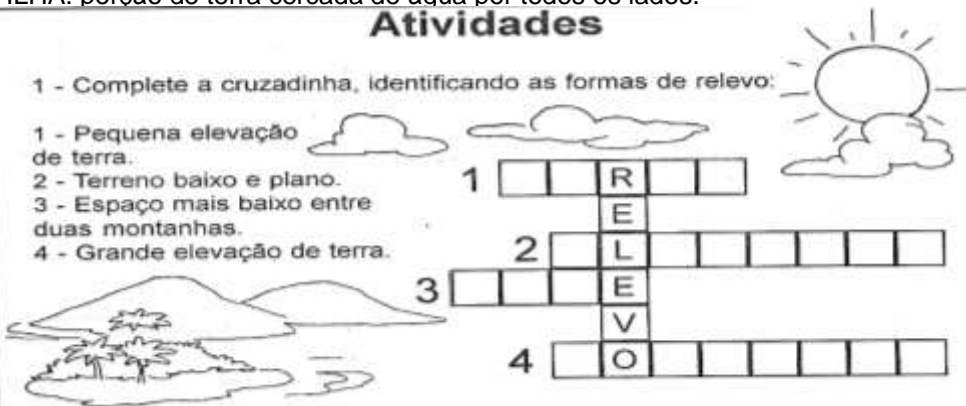 ILHA: porção de terra cercada de água por todos os lados.
Atividades
1 - Complete a cruzadinha, identificando as formas de relevo:
1 - Pequena elevação
de terra.
2 - Terreno baixo e plano.
3 - Espaço mais baixo entre
duas montanhas.
4 - Grande elevação de terra.
1 R
E
2 L
3 E
V
4 O